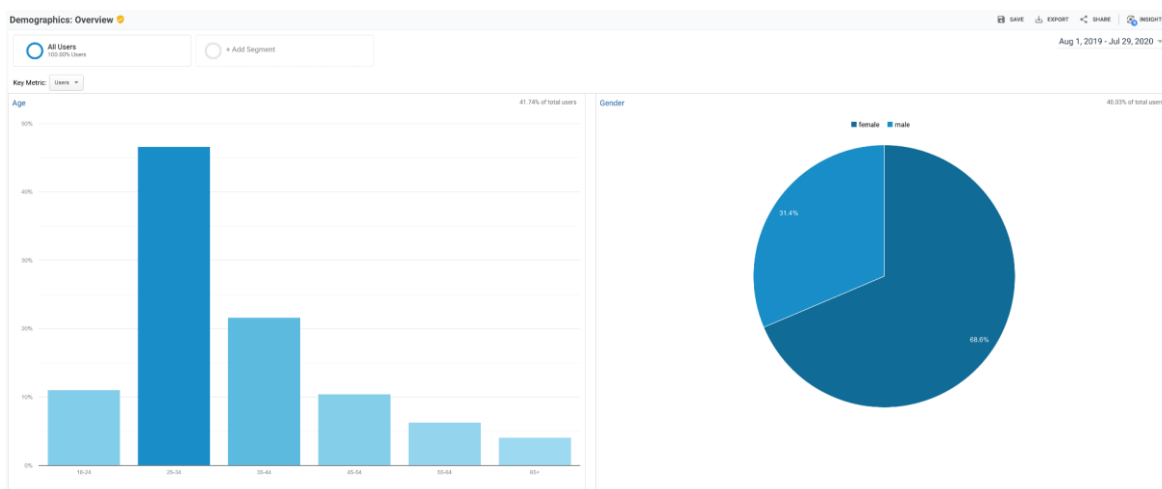 Demographics: Overview
SAVE EXPORT SHARE INSIGHT
All Users
100.00% Users
+ Add Segment
Aug 1, 2019 - Jul 29, 2020
Key Metric: Users
Age
41.74% of total users
50%
40%
30%
20%
10%
0%
18-24 25-34 35-44 45-54 55-64 65+
Gender
40.03% of total users
female male
31.4%
68.6%